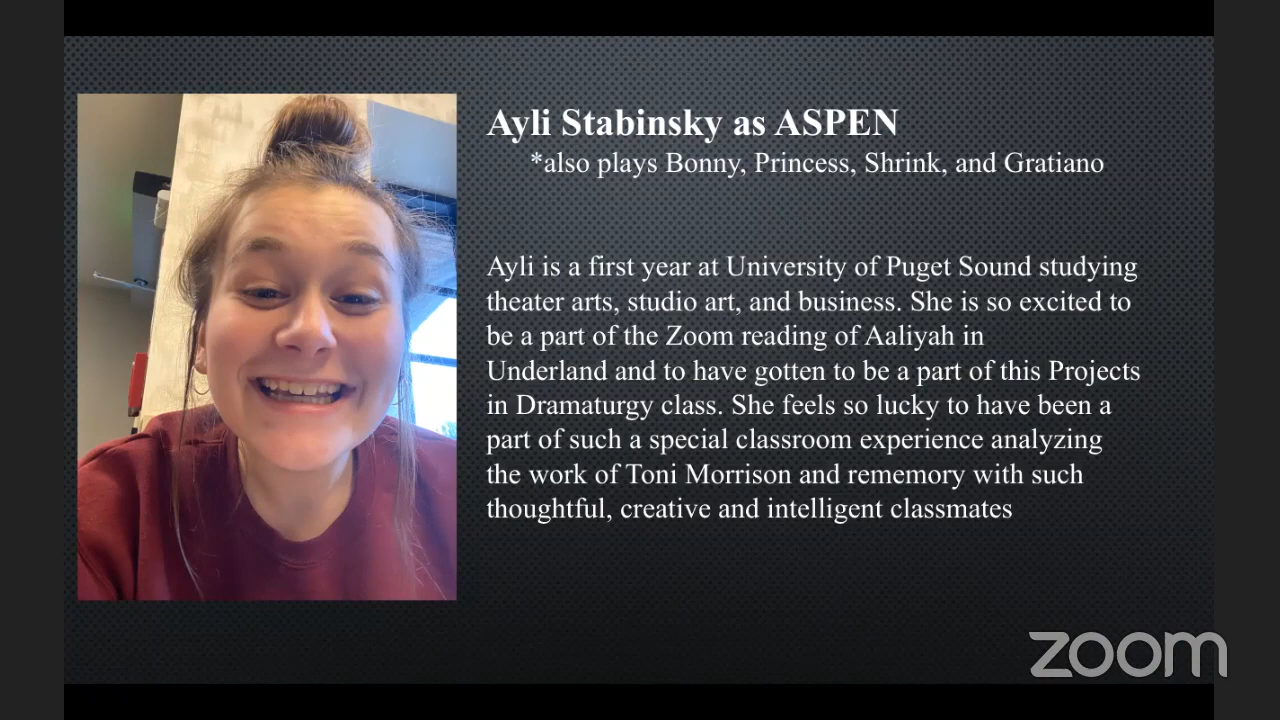 Ayli Stabinsky as ASPEN
*also plays Bonny, Princess, Shrink, and Gratiano
Ayli is a first year at University of Puget Sound studying
theater arts, studio art, and business. She is so excited to
be a part of the Zoom reading of Aaliyah in
Underland and to have gotten to be a part of this Projects
in Dramaturgy class. She feels so lucky to have been a
part of such a special classroom experience analyzing
the work of Toni Morrison and rememory with such
thoughtful, creative and intelligent classmates
zoom